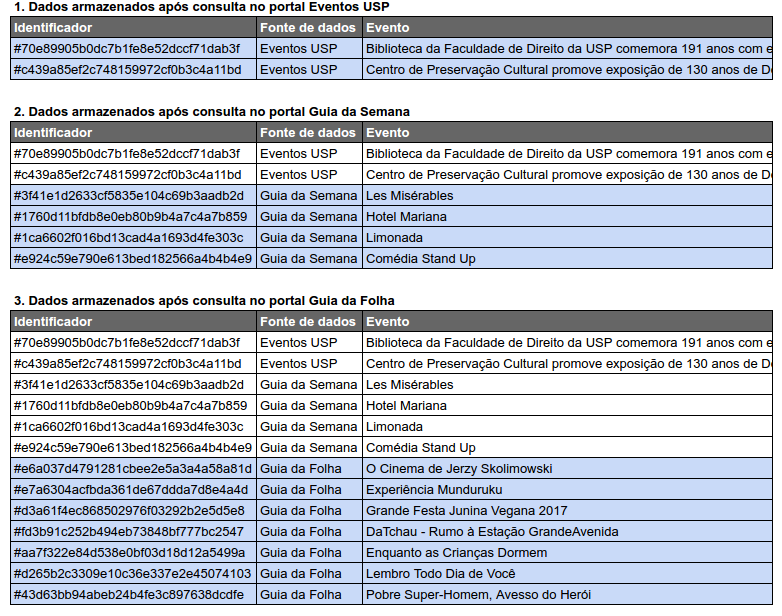 1. Dados armazenados após consulta no portal Eventos USP
Identificador Fonte de dados Evento
#70e89905b0dc7b1fe8e52dccf71dab3f Eventos USP Biblioteca da Faculdade de Direito da USP comemora 191 anos com e
#c439a85ef2c748159972cf0b3c4a11bd Eventos USP Centro de Preservação Cultural promove exposição de 130 anos de De
2. Dados armazenados após consulta no portal Guia da Semana
Identificador Fonte de dados Evento
#70e89905b0dc7b1fe8e52dccf71dab3f Eventos USP Biblioteca da Faculdade de Direito da USP comemora 191 anos com e
#c439a85ef2c748159972cf0b3c4a11bd Eventos USP Centro de Preservação Cultural promove exposição de 130 anos de De
#3f41e1d2633cf5835e104c69b3aadb2d Guia da Semana Les Misérables
#1760d11bfdb8e0eb80b9b4a7c4a7b859 Guia da Semana Hotel Mariana
#1ca6602f016bd13cad4a1693d4fe303c Guia da Semana Limonada
#e924c59e790e613bed182566a4b4b4e9 Guia da Semana Comédia Stand Up
3. Dados armazenados após consulta no portal Guia da Folha
Identificador Fonte de dados Evento
#70e89905b0dc7b1fe8e52dccf71dab3f Eventos USP Biblioteca da Faculdade de Direito da USP comemora 191 anos com e
#c439a85ef2c748159972cf0b3c4a11bd Eventos USP Centro de Preservação Cultural promove exposição de 130 anos de De
#3f41e1d2633cf5835e104c69b3aadb2d Guia da Semana Les Misérables
#1760d11bfdb8e0eb80b9b4a7c4a7b859 Guia da Semana Hotel Mariana
#1ca6602f016bd13cad4a1693d4fe303c Guia da Semana Limonada
#e924c59e790e613bed182566a4b4b4e9 Guia da Semana Comédia Stand Up
#e6a037d4791281cbee2e5a3a4a58a81d Guia da Folha O Cinema de Jerzy Skolimowski
#e7a6304acfbda361de67ddda7d8e4a4d Guia da Folha Experiência Munduruku
#d3a61f4ec868502976f03292b2e5d5e8 Guia da Folha Grande Festa Junina Vegana 2017
#fd3b91c252b494eb73848bf777bc2547 Guia da Folha DaTchau - Rumo à Estação GrandeAvenida
#aa7f322e84d538e0bf03d18d12a5499a Guia da Folha Enquanto as Crianças Dormem
#d265b2c3309e10c36e337e2e45074103 Guia da Folha Lembro Todo Dia de Você
#43d63bb94abeb24b4fe3c897638dcdfe Guia da Folha Pobre Super-Homem, Avesso do Herói